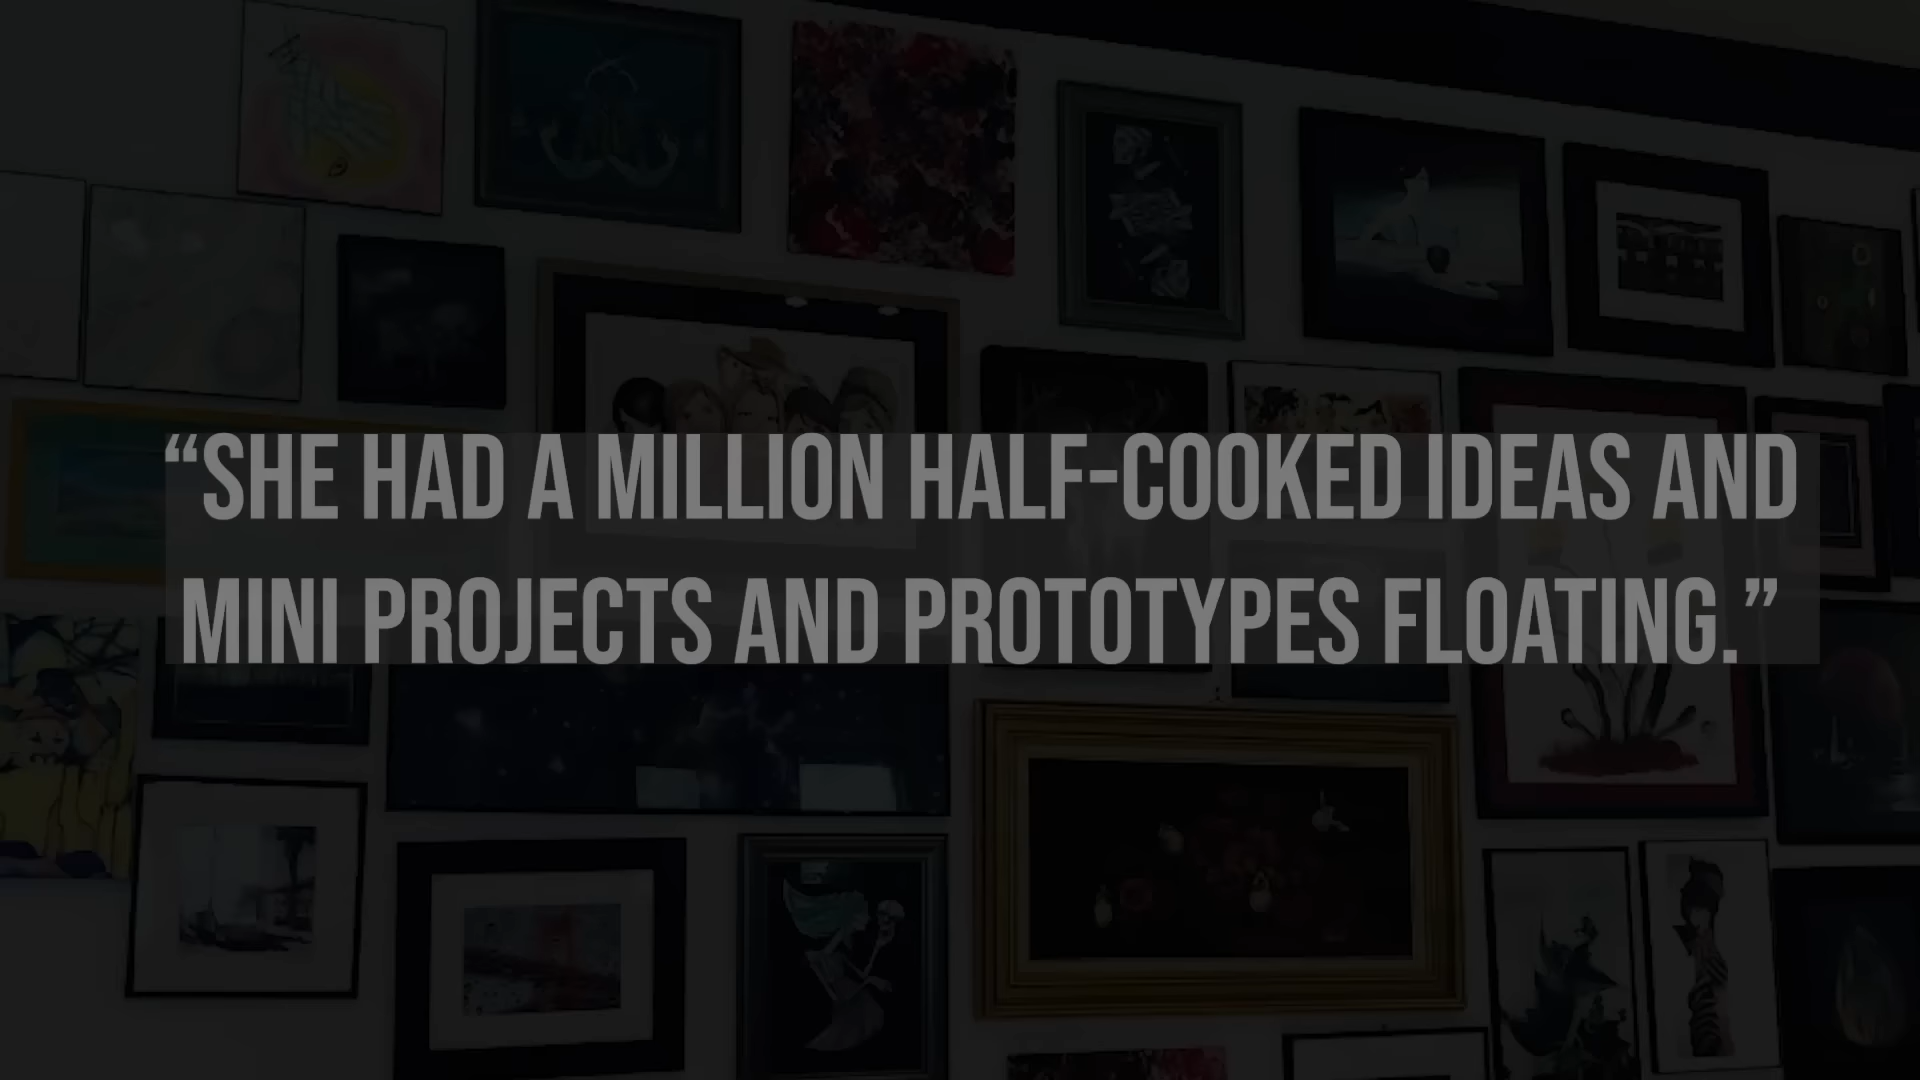 “SHE HAD A MILLION HALF-COOKED IDEAS AND
MINI PROJECTS AND PROTOTYPES FLOATING.”